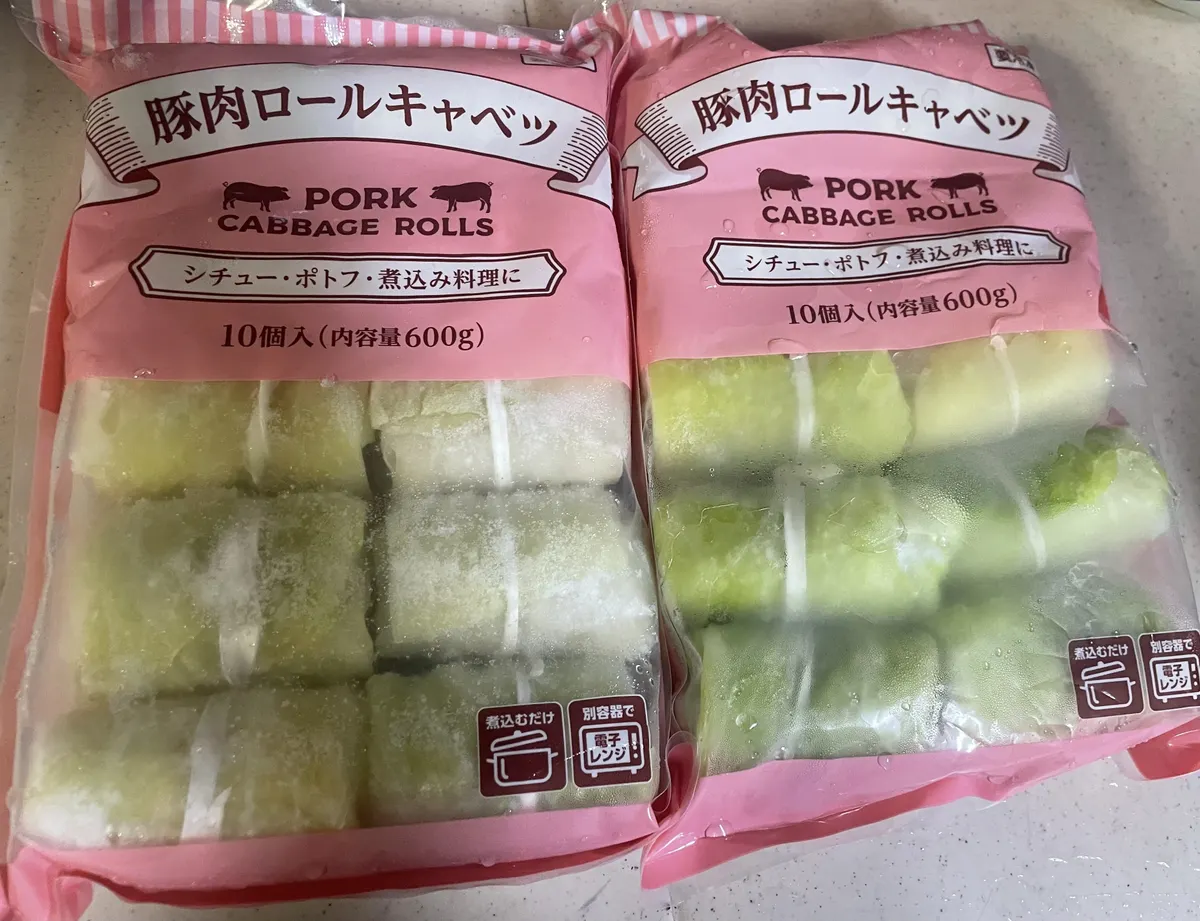 豚肉ロールキャベツ
PORK
CABBAGE ROLLS
シチュー・ポトフ・煮込み料理に
10個入(内容量600g)
煮込むだけ
別容器で
電子
レンジ
豚肉ロールキャベツ
PORK
CABBAGE ROLLS
シチュー・ポトフ・煮込み料理に
10個入(内容量600g)
煮込むだけ
別容器で
電子
レンジ